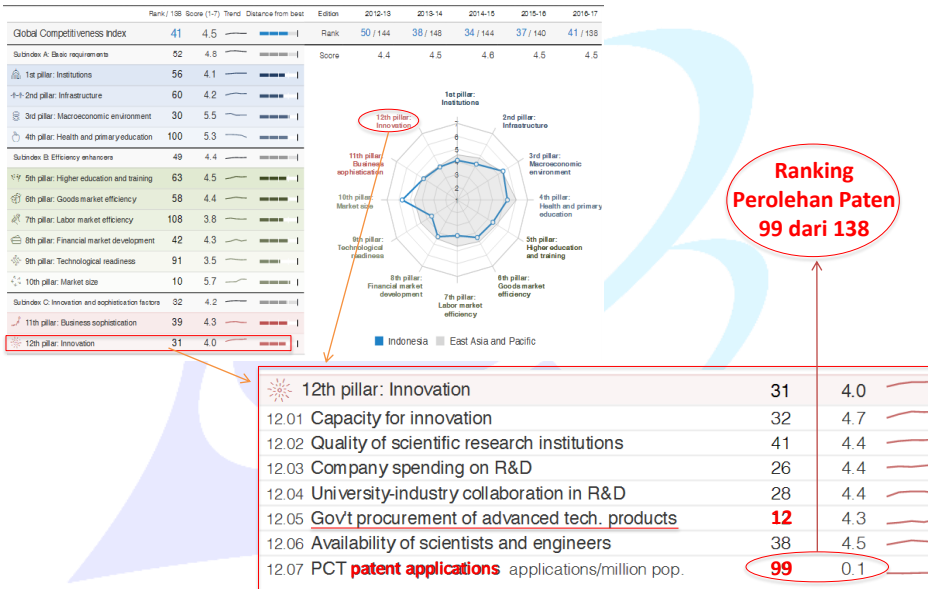 Rank / 138 Score (1-7) Trend Distance from best Edition 2012-13 2013-14 2014-15 2015-16 2016-17
Global Competitiveness Index 41 4.5 Rank 50 / 144 38 / 148 34 / 144 37 / 140 41 / 138
Subindex A: Basic requirements 52 4.8 Score 4.4 4.5 4.6 4.5 4.5
1st pillar: Institutions 56 4.1
2nd pillar: Infrastructure 60 4.2
3rd pillar: Macroeconomic environment 30 5.5
4th pillar: Health and primary education 100 5.3
Subindex B: Efficiency enhancers 49 4.4
5th pillar: Higher education and training 63 4.5
6th pillar: Goods market efficiency 58 4.4
7th pillar: Labor market efficiency 108 3.8
8th pillar: Financial market development 42 4.3
9th pillar: Technological readiness 91 3.5
10th pillar: Market size 10 5.7
Subindex C: Innovation and sophistication factors 32 4.2
11th pillar: Business sophistication 39 4.3
12th pillar: Innovation 31 4.0
1st pillar:
Institutions
2nd pillar:
Infrastructure
3rd pillar:
Macroeconomic
environment
4th pillar:
Health and primary
education
5th pillar:
Higher education
and training
6th pillar:
Goods market
efficiency
7th pillar:
Labor market
efficiency
8th pillar:
Financial market
development
9th pillar:
Technological
readiness
10th pillar:
Market size
11th pillar:
Business
sophistication
12th pillar:
Innovation
7
6
5
4
3
2
1
Indonesia East Asia and Pacific
Ranking
Perolehan Paten
99 dari 138
12th pillar: Innovation 31 4.0
12.01 Capacity for innovation 32 4.7
12.02 Quality of scientific research institutions 41 4.4
12.03 Company spending on R&D 26 4.4
12.04 University-industry collaboration in R&D 28 4.4
12.05 Gov't procurement of advanced tech. products 12 4.3
12.06 Availability of scientists and engineers 38 4.5
12.07 PCT patent applications applications/million pop. 99 0.1